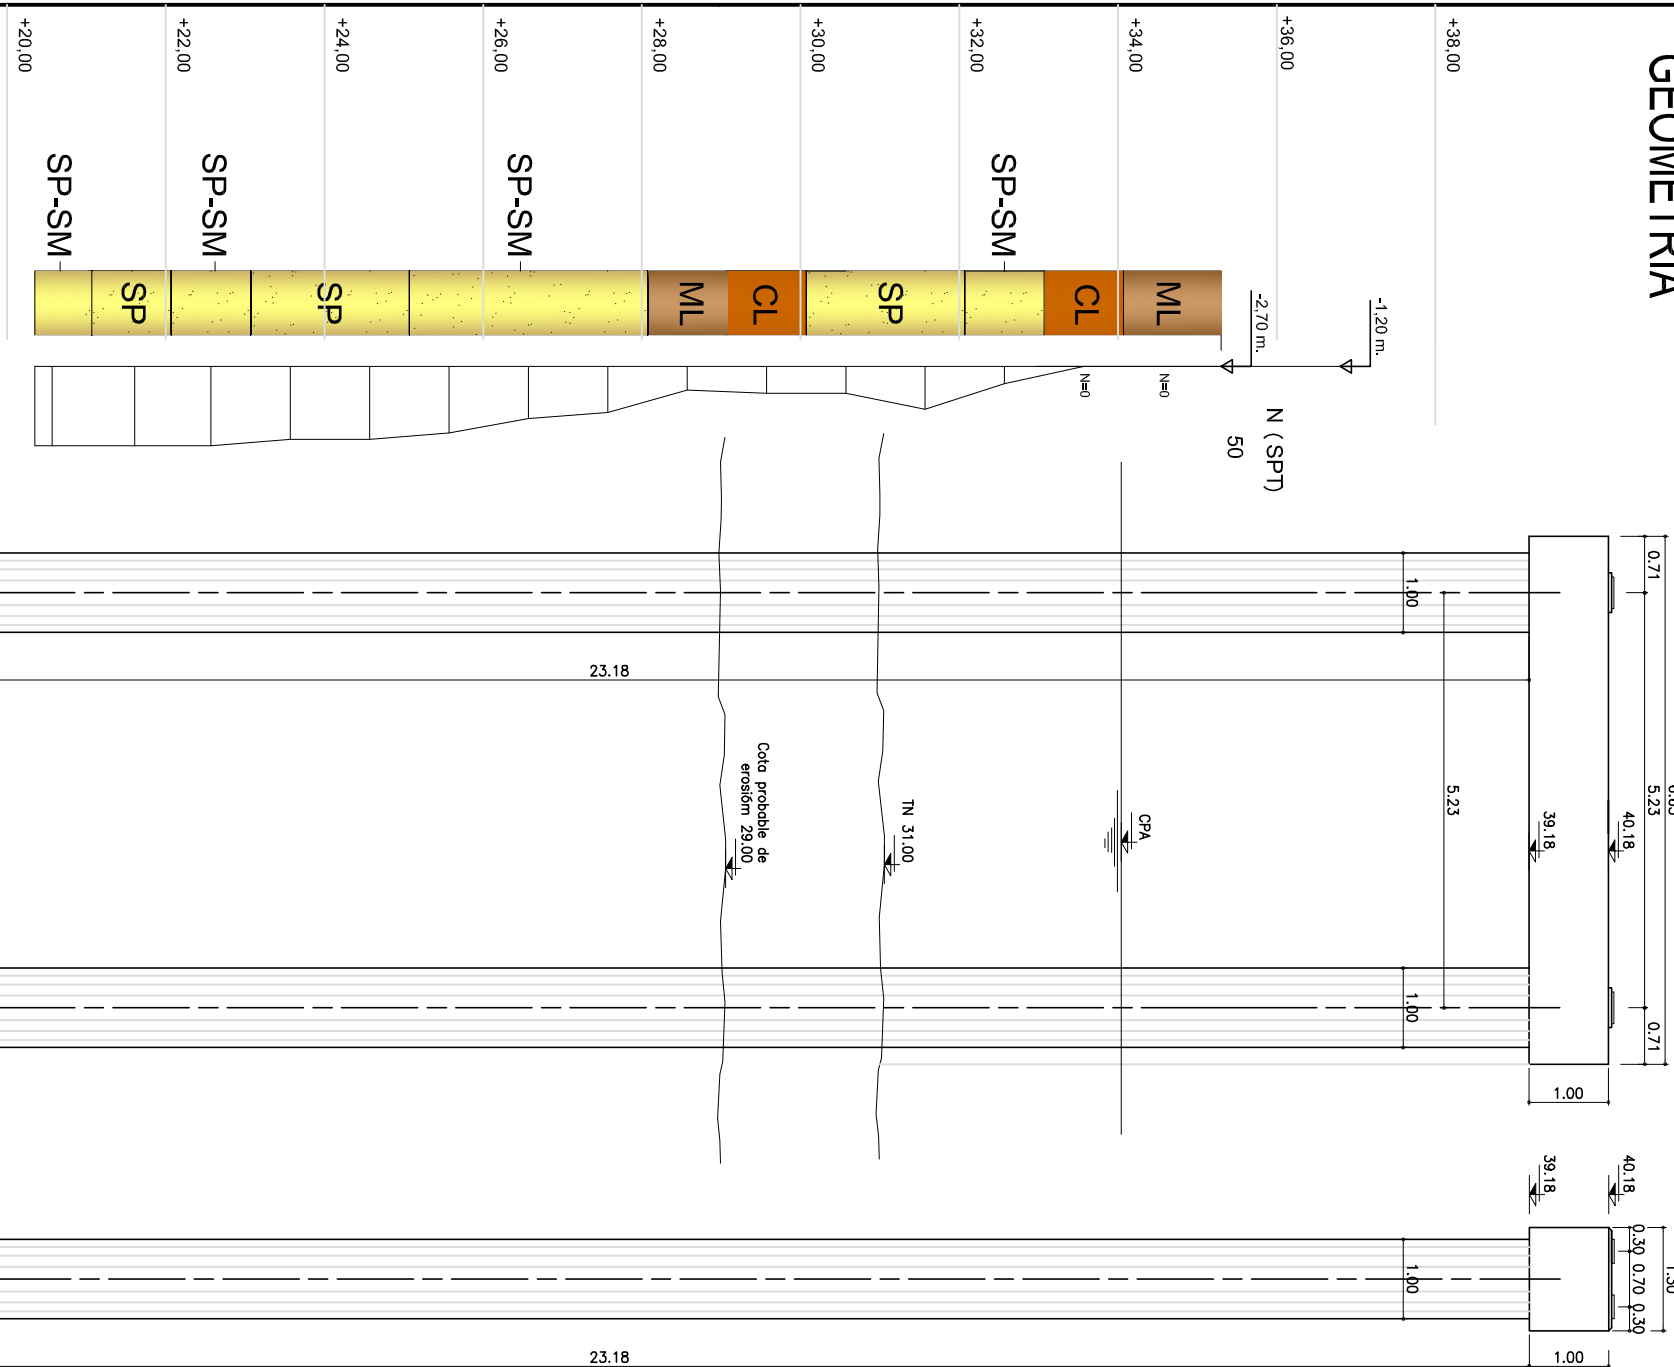 GEOMETRIA
+38,00
+36,00
+34,00
+32,00
+30,00
+28,00
+26,00
+24,00
+22,00
+20,00
-1,20 m.
-2,70 m.
N (SPT)
50
ML
N=0
CL
N=0
SP-SM
SP
CL
ML
SP-SM
SP
SP-SM
SP
SP-SM
0.71
5.23
0.71
40.18
39.18
1.00
5.23
1.00
1.00
23.18
CPA
TN 31.00
Cota probable de
erosióm 29.00
40.18
39.18
0.30
0.70
0.30
1.30
1.00
1.00
23.18